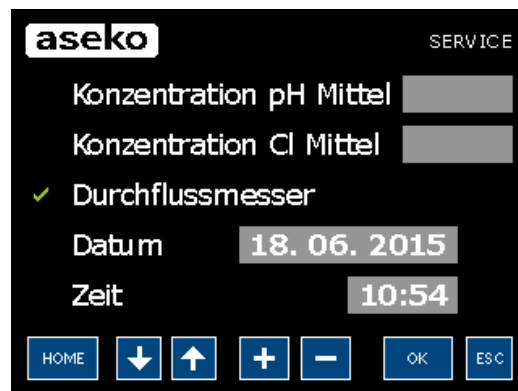 aseko SERVICE
Konzentration pH Mittel
Konzentration Cl Mittel
✓ Durchflussmesser
Datum 18. 06. 2015
Zeit 10:54
HOME ↓ ↑ + − OK ESC